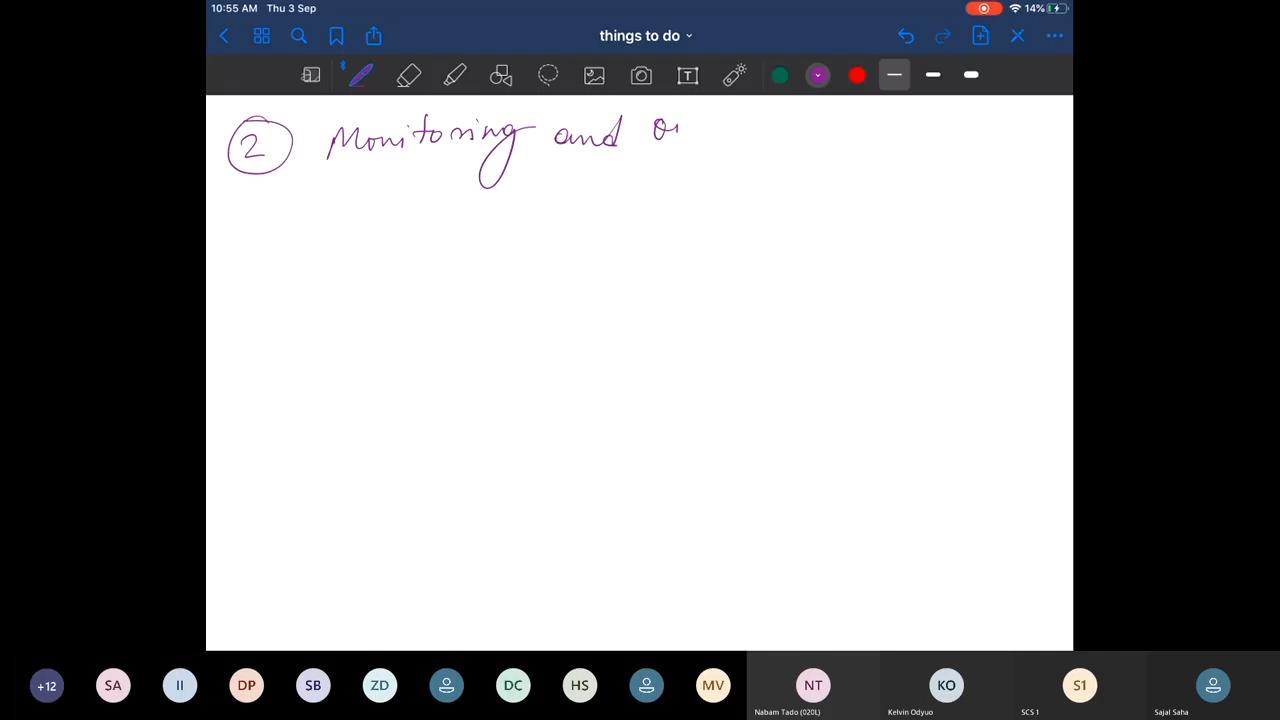 10:55 AM Thu 3 Sep
14%
things to do
T
2 Monitoring and
+12 SA II DP SB ZD DC HS MV NT KO S1
Nabam Tado (020L) Kelvin Odyuo SCS 1 Sajal Saha